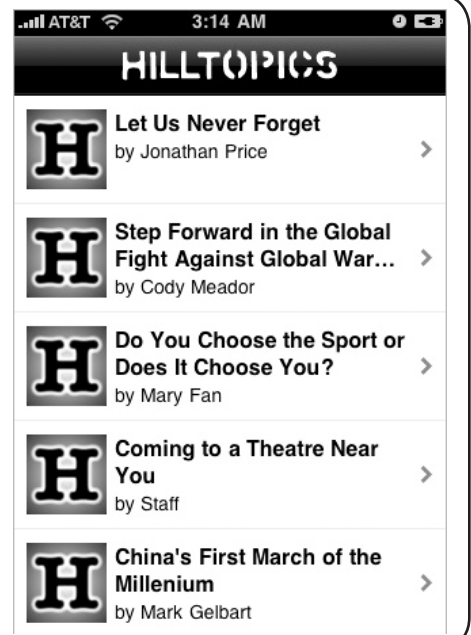 AT&T 3:14 AM
HILLTOPICS
H
Let Us Never Forget
by Jonathan Price
H
Step Forward in the Global
Fight Against Global War...
by Cody Meador
H
Do You Choose the Sport or
Does It Choose You?
by Mary Fan
H
Coming to a Theatre Near
You
by Staff
H
China's First March of the
Millenium
by Mark Gelbart